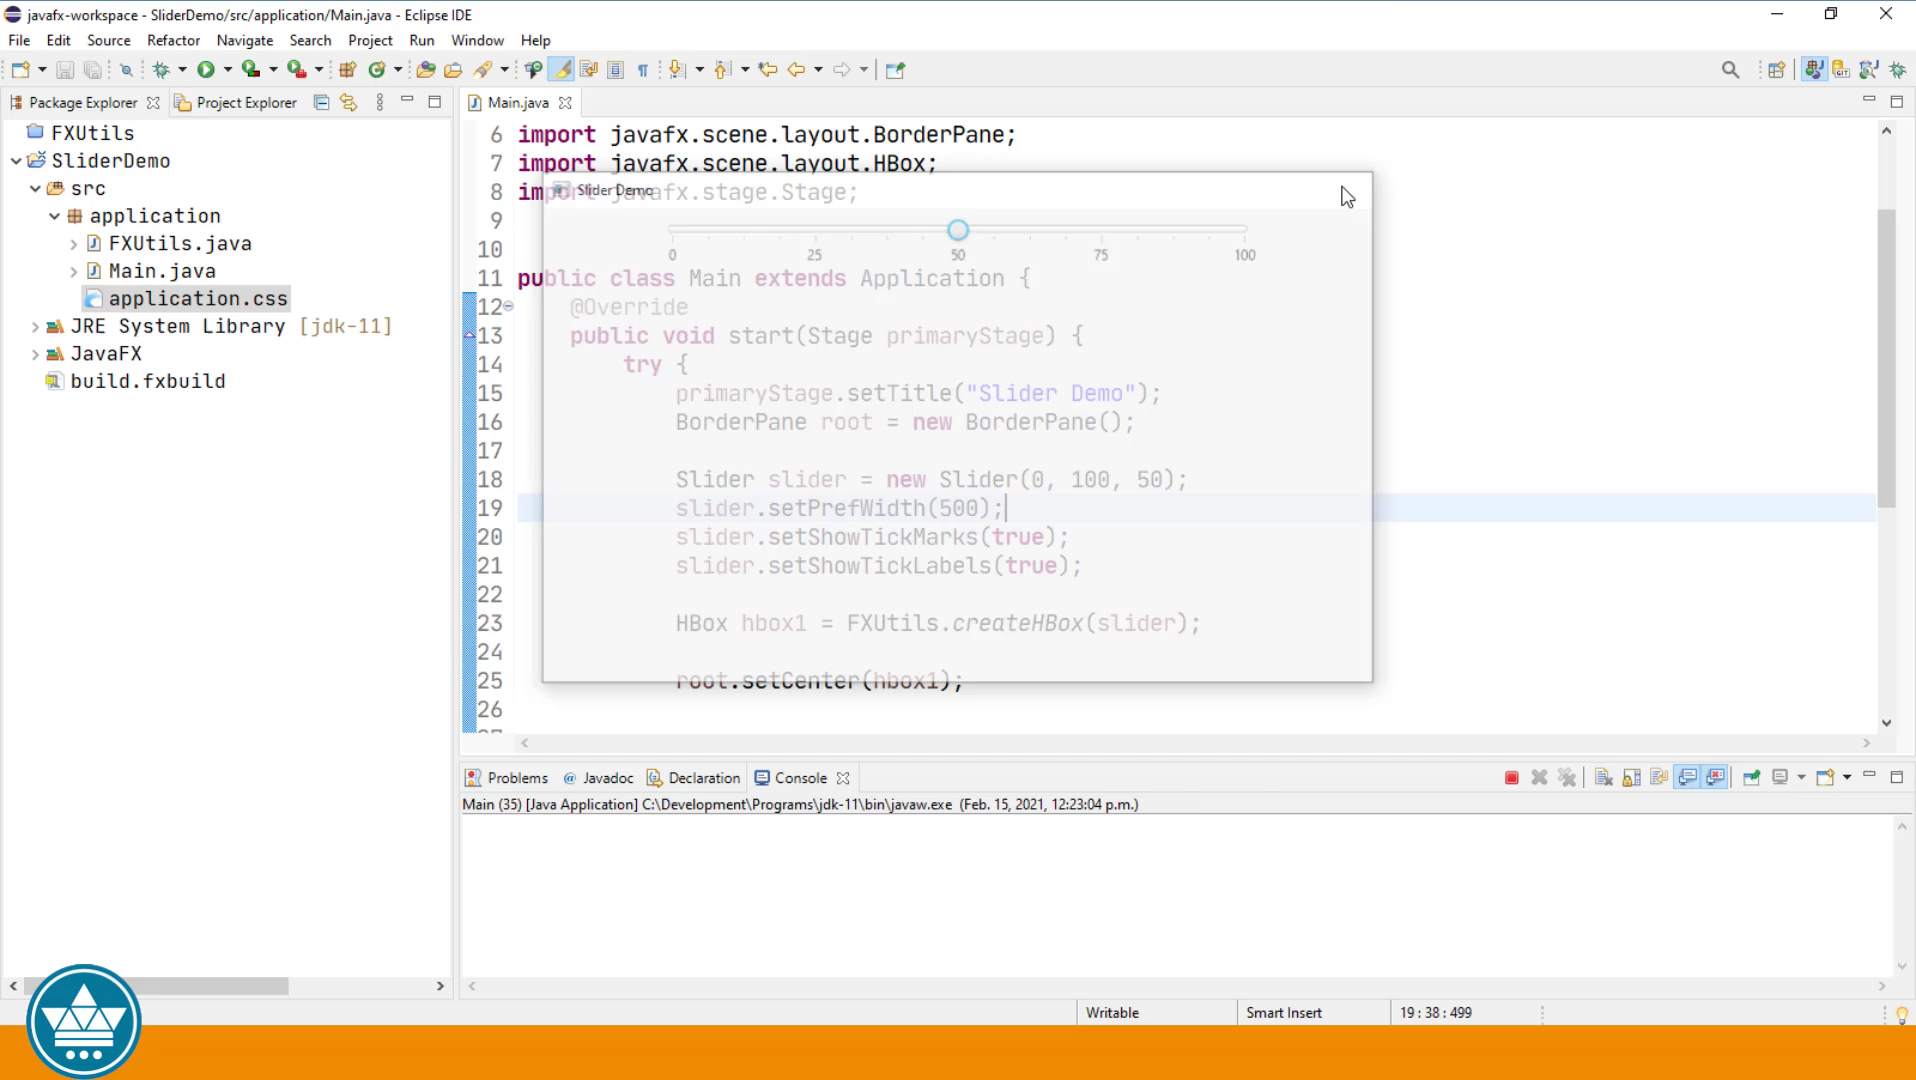 javafx-workspace - SliderDemo/src/application/Main.java - Eclipse IDE
File Edit Source Refactor Navigate Search Project Run Window Help
Package Explorer Project Explorer
FXUtils
SliderDemo
src
application
FXUtils.java
Main.java
application.css
JRE System Library [jdk-11]
JavaFX
build.fxbuild
Main.java
6 import javafx.scene.layout.BorderPane;
7 import javafx.scene.layout.HBox;
8 import javafx.stage.Stage;
9
10
11 public class Main extends Application {
12 @Override
13 public void start(Stage primaryStage) {
14 try {
15 primaryStage.setTitle("Slider Demo");
16 BorderPane root = new BorderPane();
17
18 Slider slider = new Slider(0, 100, 50);
19 slider.setPrefWidth(500);
20 slider.setShowTickMarks(true);
21 slider.setShowTickLabels(true);
22
23 HBox hbox1 = FXUtils.createHBox(slider);
24
25 root.setCenter(hbox1);
26
Slider Demo
0 25 50 75 100
Problems Javadoc Declaration Console
Main (35) [Java Application] C:\Development\Programs\jdk-11\bin\javaw.exe (Feb. 15, 2021, 12:23:04 p.m.)
Writable Smart Insert 19 : 38 : 499